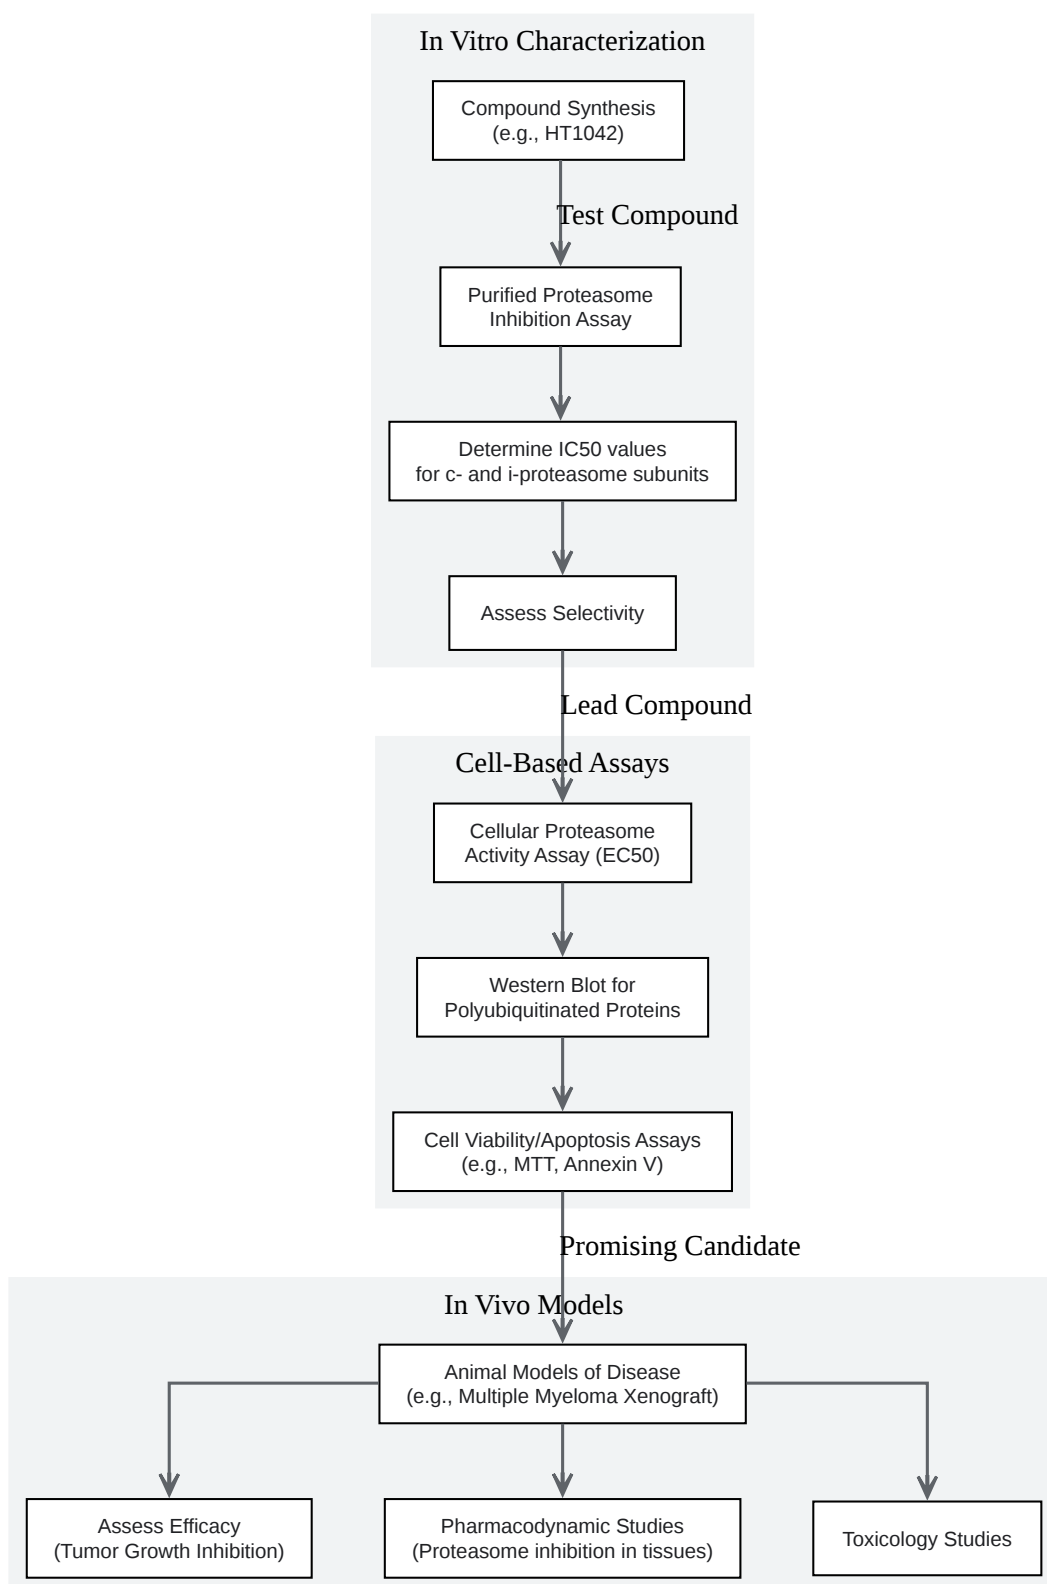 In Vitro Characterization
Compound Synthesis
(e.g., HT1042)
Test Compound
Purified Proteasome
Inhibition Assay
Determine IC50 values
for c- and i-proteasome subunits
Assess Selectivity
Lead Compound
Cell-Based Assays
Cellular Proteasome
Activity Assay (EC50)
Western Blot for
Polyubiquitinated Proteins
Cell Viability/Apoptosis Assays
(e.g., MTT, Annexin V)
Promising Candidate
In Vivo Models
Animal Models of Disease
(e.g., Multiple Myeloma Xenograft)
Assess Efficacy
(Tumor Growth Inhibition)
Pharmacodynamic Studies
(Proteasome inhibition in tissues)
Toxicology Studies